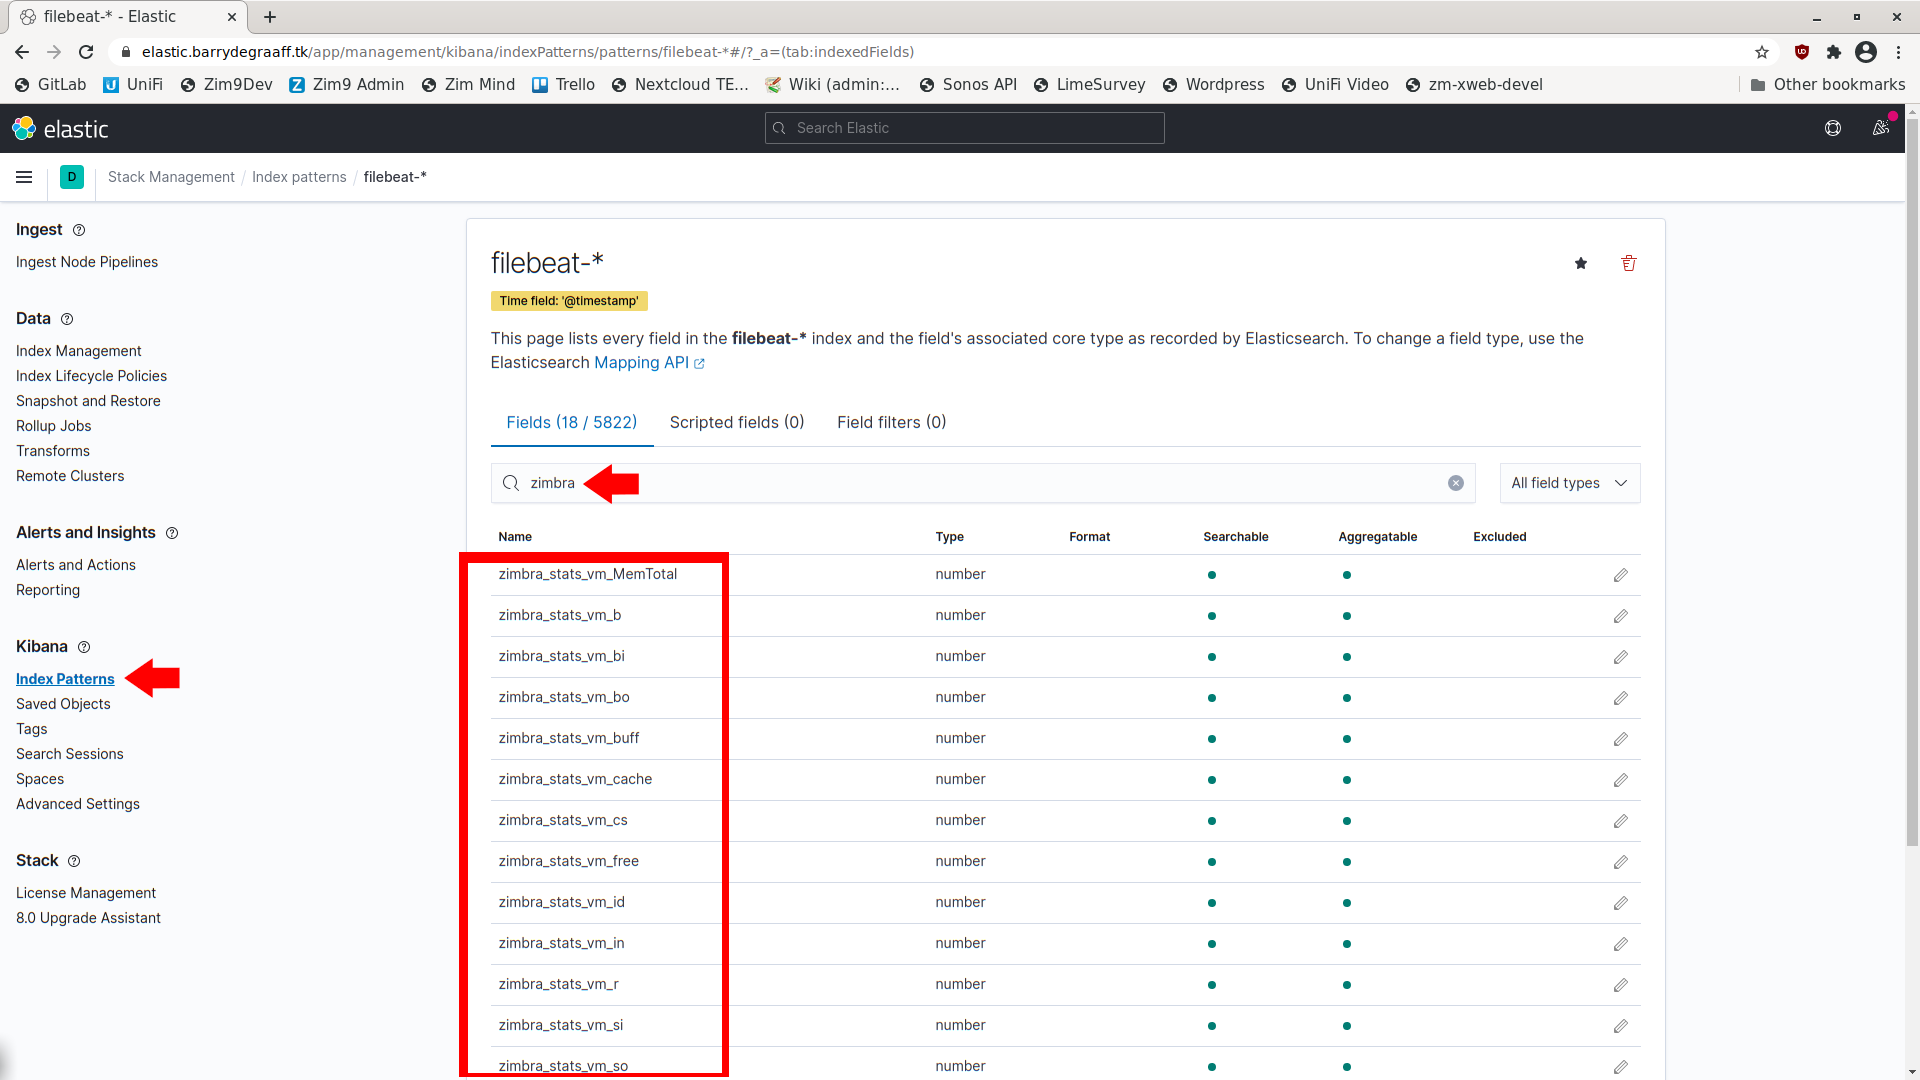 filebeat-* - Elastic
elastic.barrydegraaff.tk/app/management/kibana/indexPatterns/patterns/filebeat-*#/?_a=(tab:indexedFields)
GitLab UniFi Zim9Dev Zim9 Admin Zim Mind Trello Nextcloud TE... Wiki (admin:... Sonos API LimeSurvey Wordpress UniFi Video zm-xweb-devel Other bookmarks
elastic Search Elastic
D Stack Management / Index patterns / filebeat-*
Ingest
Ingest Node Pipelines
Data
Index Management
Index Lifecycle Policies
Snapshot and Restore
Rollup Jobs
Transforms
Remote Clusters
Alerts and Insights
Alerts and Actions
Reporting
Kibana
Index Patterns
Saved Objects
Tags
Search Sessions
Spaces
Advanced Settings
Stack
License Management
8.0 Upgrade Assistant
filebeat-*
Time field: '@timestamp'
This page lists every field in the filebeat-* index and the field's associated core type as recorded by Elasticsearch. To change a field type, use the
Elasticsearch Mapping API
Fields (18 / 5822) Scripted fields (0) Field filters (0)
zimbra All field types
Name Type Format Searchable Aggregatable Excluded
zimbra_stats_vm_MemTotal number
zimbra_stats_vm_b number
zimbra_stats_vm_bi number
zimbra_stats_vm_bo number
zimbra_stats_vm_buff number
zimbra_stats_vm_cache number
zimbra_stats_vm_cs number
zimbra_stats_vm_free number
zimbra_stats_vm_id number
zimbra_stats_vm_in number
zimbra_stats_vm_r number
zimbra_stats_vm_si number
zimbra_stats_vm_so number